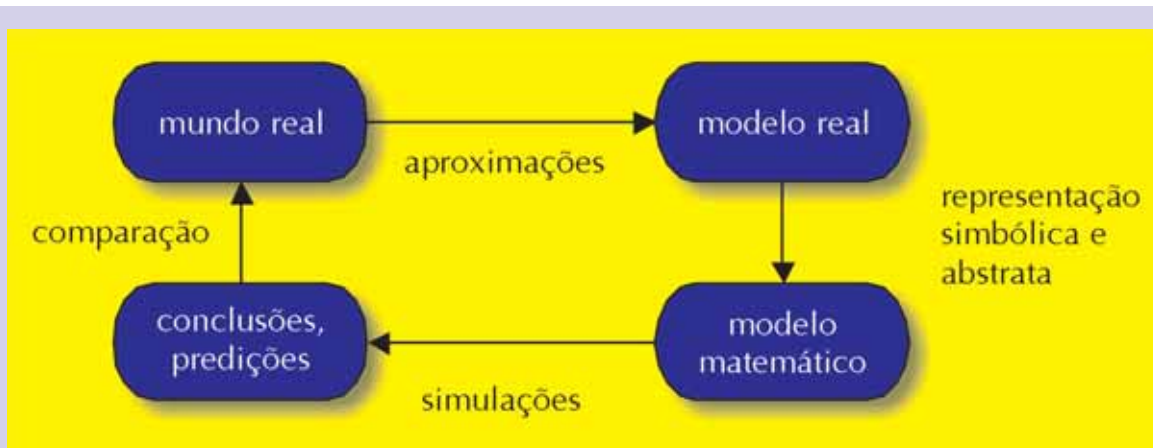 mundo real
aproximações
modelo real
representação
simbólica e
abstrata
modelo
matemático
simulações
conclusões,
predições
comparação